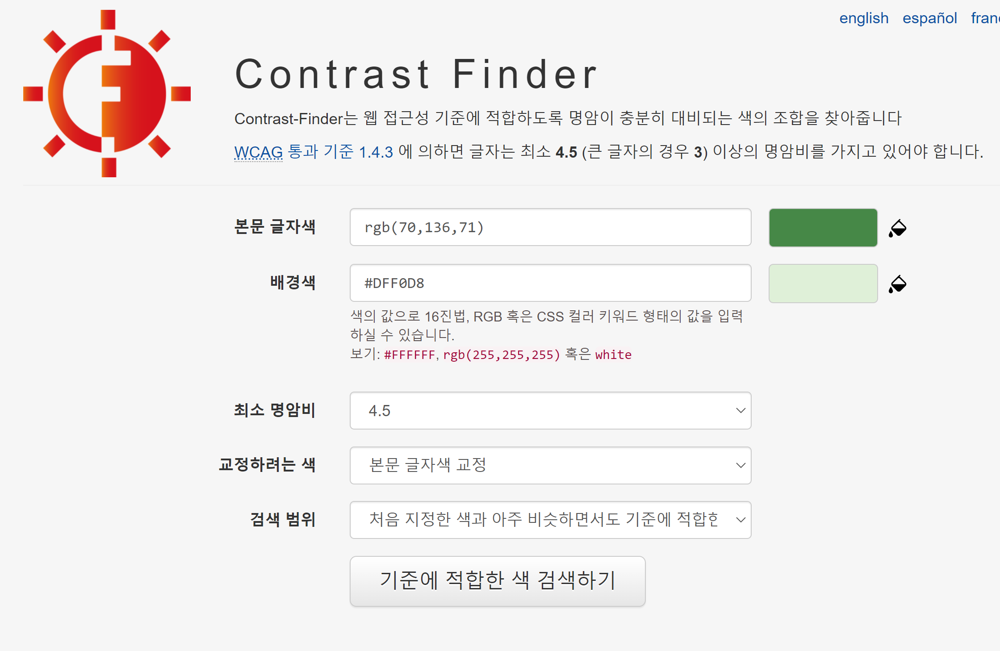 english español
Contrast Finder
Contrast-Finder는 웹 접근성 기준에 적합하도록 명암이 충분히 대비되는 색의 조합을 찾아줍니다
WCAG 통과 기준 1.4.3 에 의하면 글자는 최소 4.5 (큰 글자의 경우 3) 이상의 명암비를 가지고 있어야 합니다.
본문 글자색 rgb(70,136,71)
배경색 #DFF0D8
색의 값으로 16진법, RGB 혹은 CSS 컬러 키워드 형태의 값을 입력
하실 수 있습니다.
보기: #FFFFFF, rgb(255,255,255) 혹은 white
최소 명암비 4.5
교정하려는 색 본문 글자색 교정
검색 범위 처음 지정한 색과 아주 비슷하면서도 기준에
기준에 적합한 색 검색하기